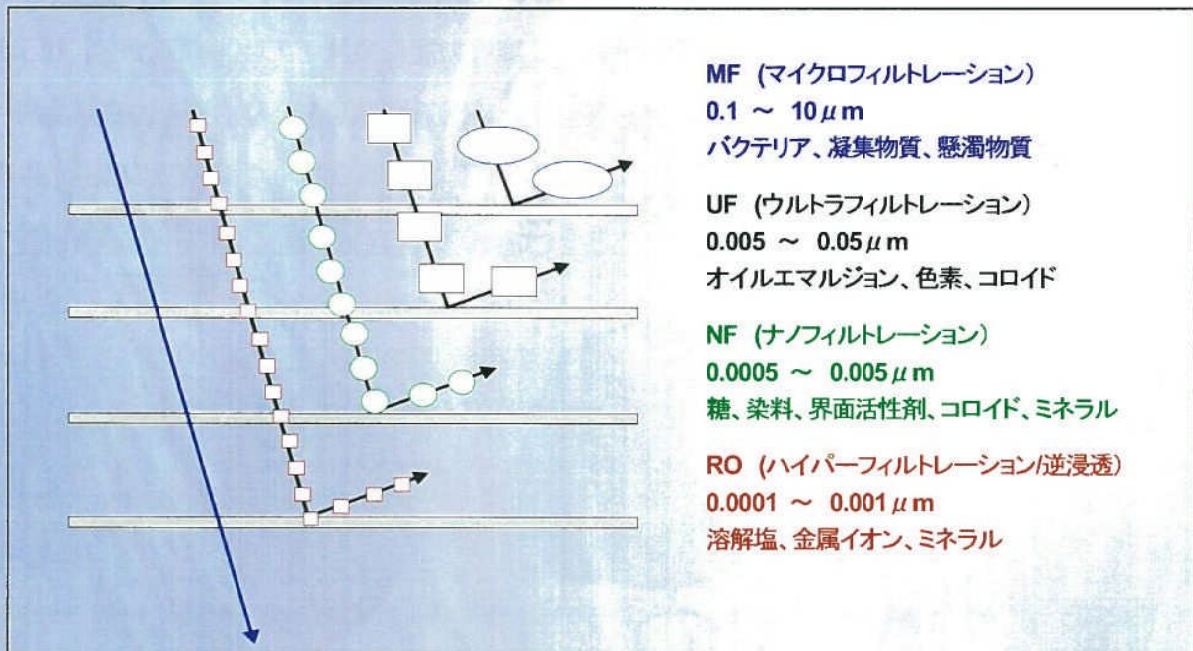 MF (マイクロフィルトレーション)
0.1 ～ 10μm
バクテリア、凝集物質、懸濁物質
UF (ウルトラフィルトレーション)
0.005 ～ 0.05μm
オイルエマルジョン、色素、コロイド
NF (ナノフィルトレーション)
0.0005 ～ 0.005μm
糖、染料、界面活性剤、コロイド、ミネラル
RO (ハイパーフィルトレーション/逆浸透)
0.0001 ～ 0.001μm
溶解塩、金属イオン、ミネラル